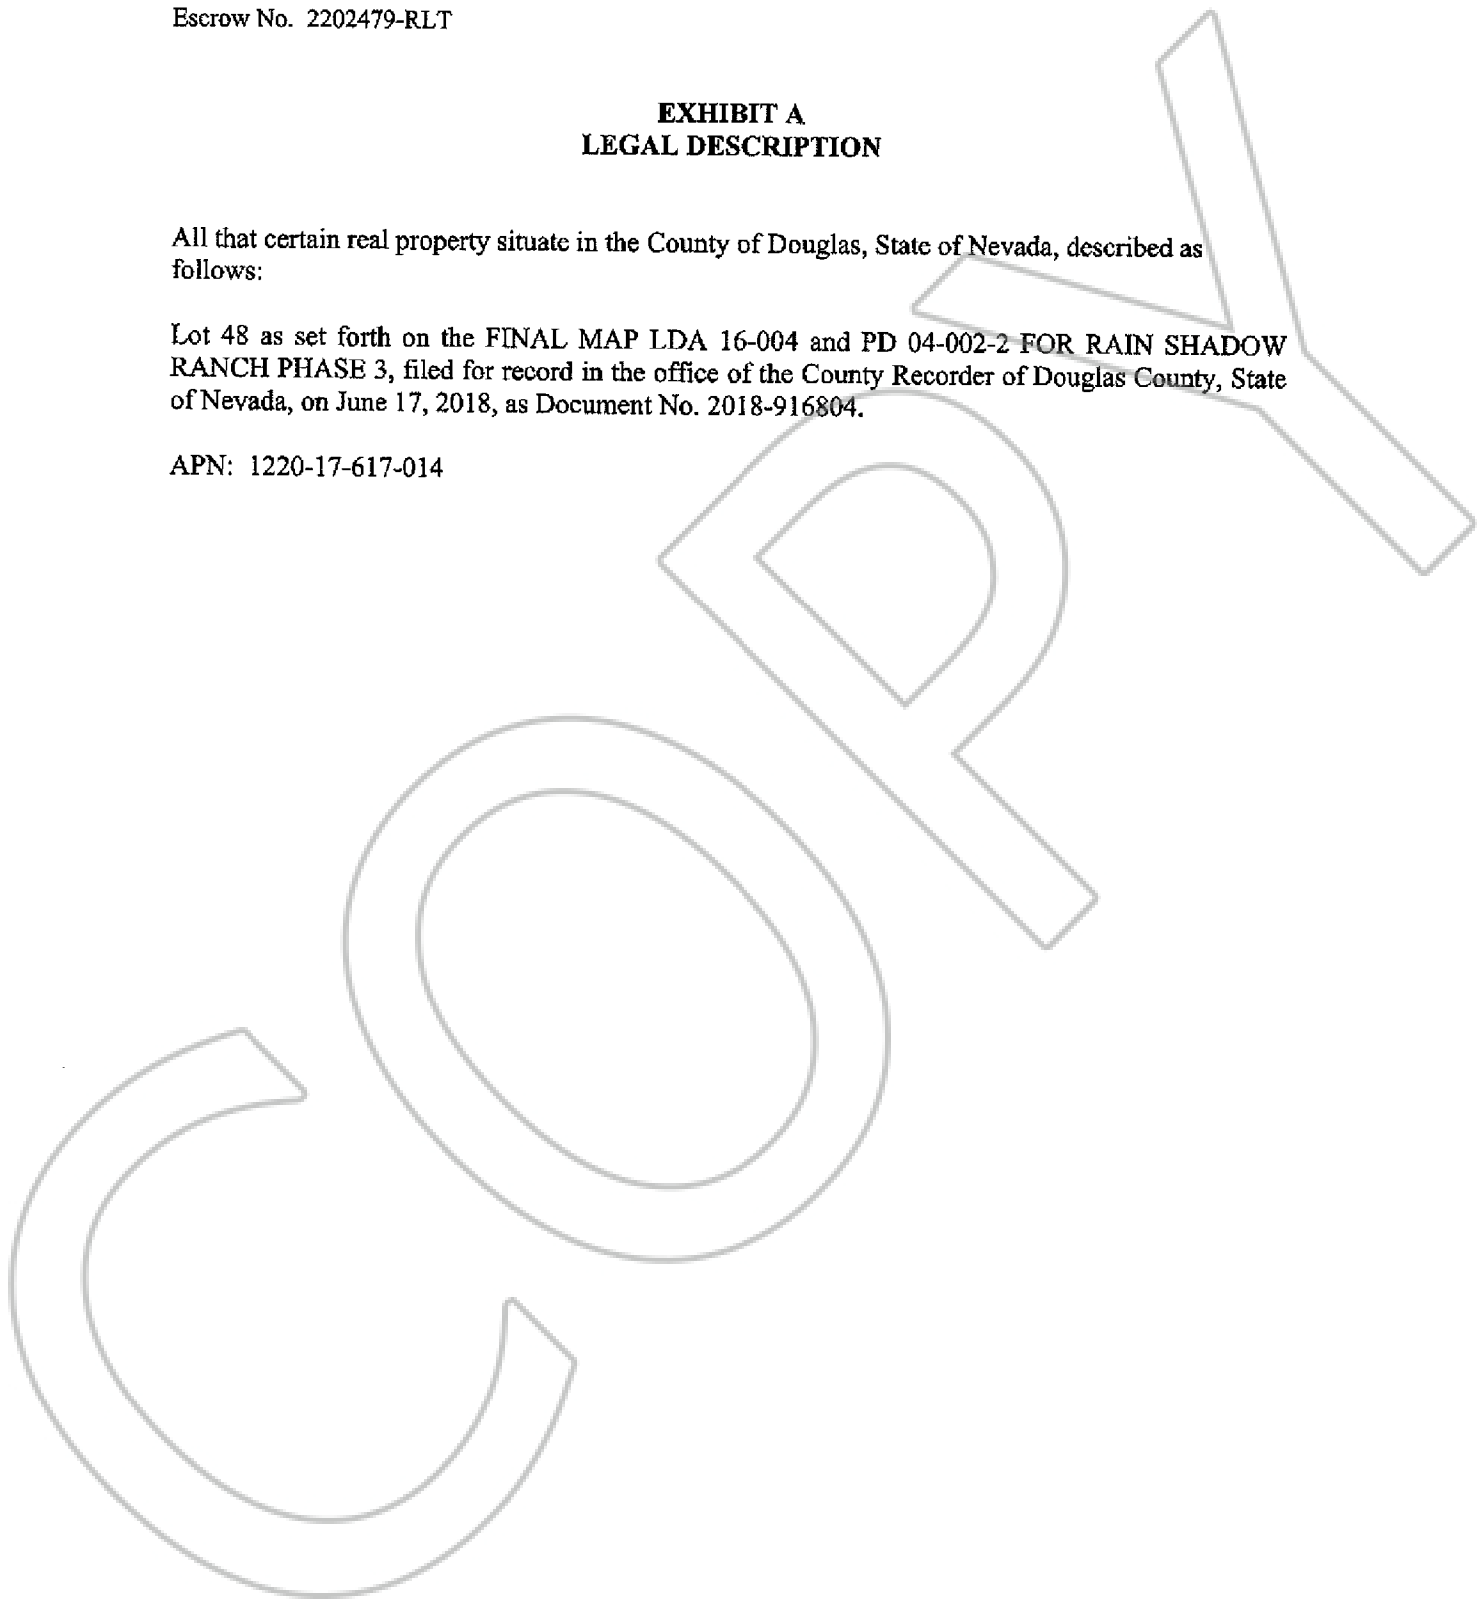 Escrow No. 2202479-RLT
EXHIBIT A
LEGAL DESCRIPTION
All that certain real property situate in the County of Douglas, State of Nevada, described as
follows:
Lot 48 as set forth on the FINAL MAP LDA 16-004 and PD 04-002-2 FOR RAIN SHADOW
RANCH PHASE 3, filed for record in the office of the County Recorder of Douglas County, State
of Nevada, on June 17, 2018, as Document No. 2018-916804.
APN: 1220-17-617-014
COPY